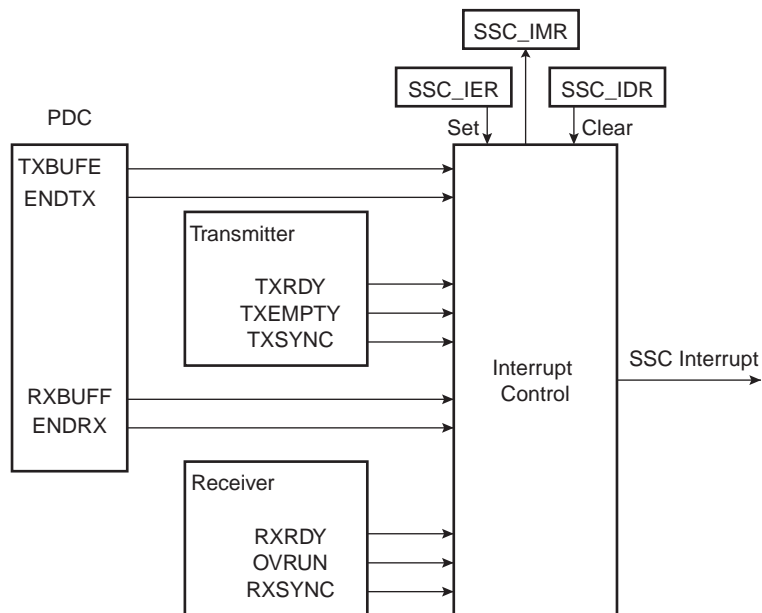 SSC_IMR
SSC_IER
SSC_IDR
PDC
Set
Clear
TXBUFE
ENDTX
Transmitter
TXRDY
TXEMPTY
TXSYNC
RXBUFF
ENDRX
Interrupt
Control
SSC Interrupt
Receiver
RXRDY
OVRUN
RXSYNC